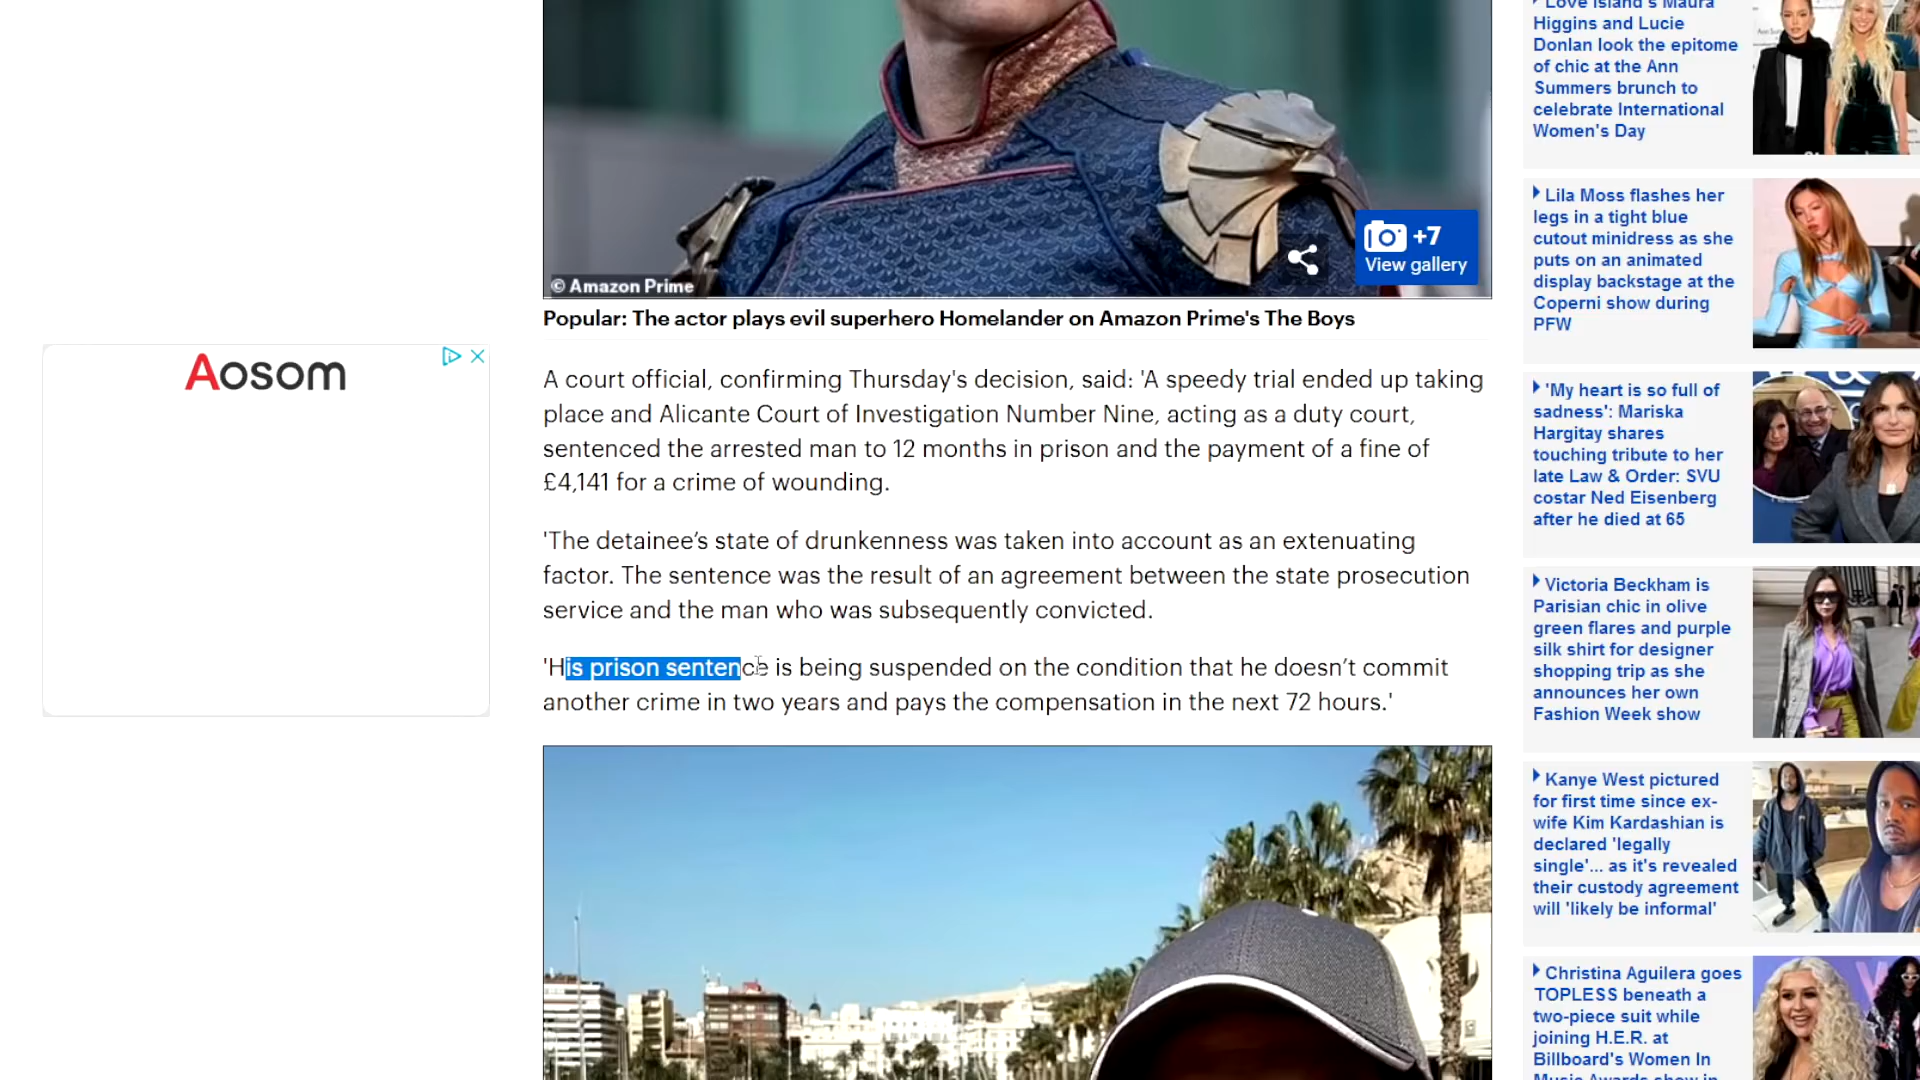 +7
View gallery
© Amazon Prime
Popular: The actor plays evil superhero Homelander on Amazon Prime's The Boys
Aosom
A court official, confirming Thursday's decision, said: 'A speedy trial ended up taking
place and Alicante Court of Investigation Number Nine, acting as a duty court,
sentenced the arrested man to 12 months in prison and the payment of a fine of
£4,141 for a crime of wounding.
'The detainee’s state of drunkenness was taken into account as an extenuating
factor. The sentence was the result of an agreement between the state prosecution
service and the man who was subsequently convicted.
'His prison sentence is being suspended on the condition that he doesn’t commit
another crime in two years and pays the compensation in the next 72 hours.'
Love Island's Maura
Higgins and Lucie
Donlan look the epitome
of chic at the Ann
Summers brunch to
celebrate International
Women's Day
Lila Moss flashes her
legs in a tight blue
cutout minidress as she
puts on an animated
display backstage at the
Coperni show during
PFW
'My heart is so full of
sadness': Mariska
Hargitay shares
touching tribute to her
late Law & Order: SVU
costar Ned Eisenberg
after he died at 65
Victoria Beckham is
Parisian chic in olive
green flares and purple
silk shirt for designer
shopping trip as she
announces her own
Fashion Week show
Kanye West pictured
for first time since ex-
wife Kim Kardashian is
declared 'legally
single'... as it's revealed
their custody agreement
will 'likely be informal'
Christina Aguilera goes
TOPLESS beneath a
two-piece suit while
joining H.E.R. at
Billboard's Women In
Music Awards show in